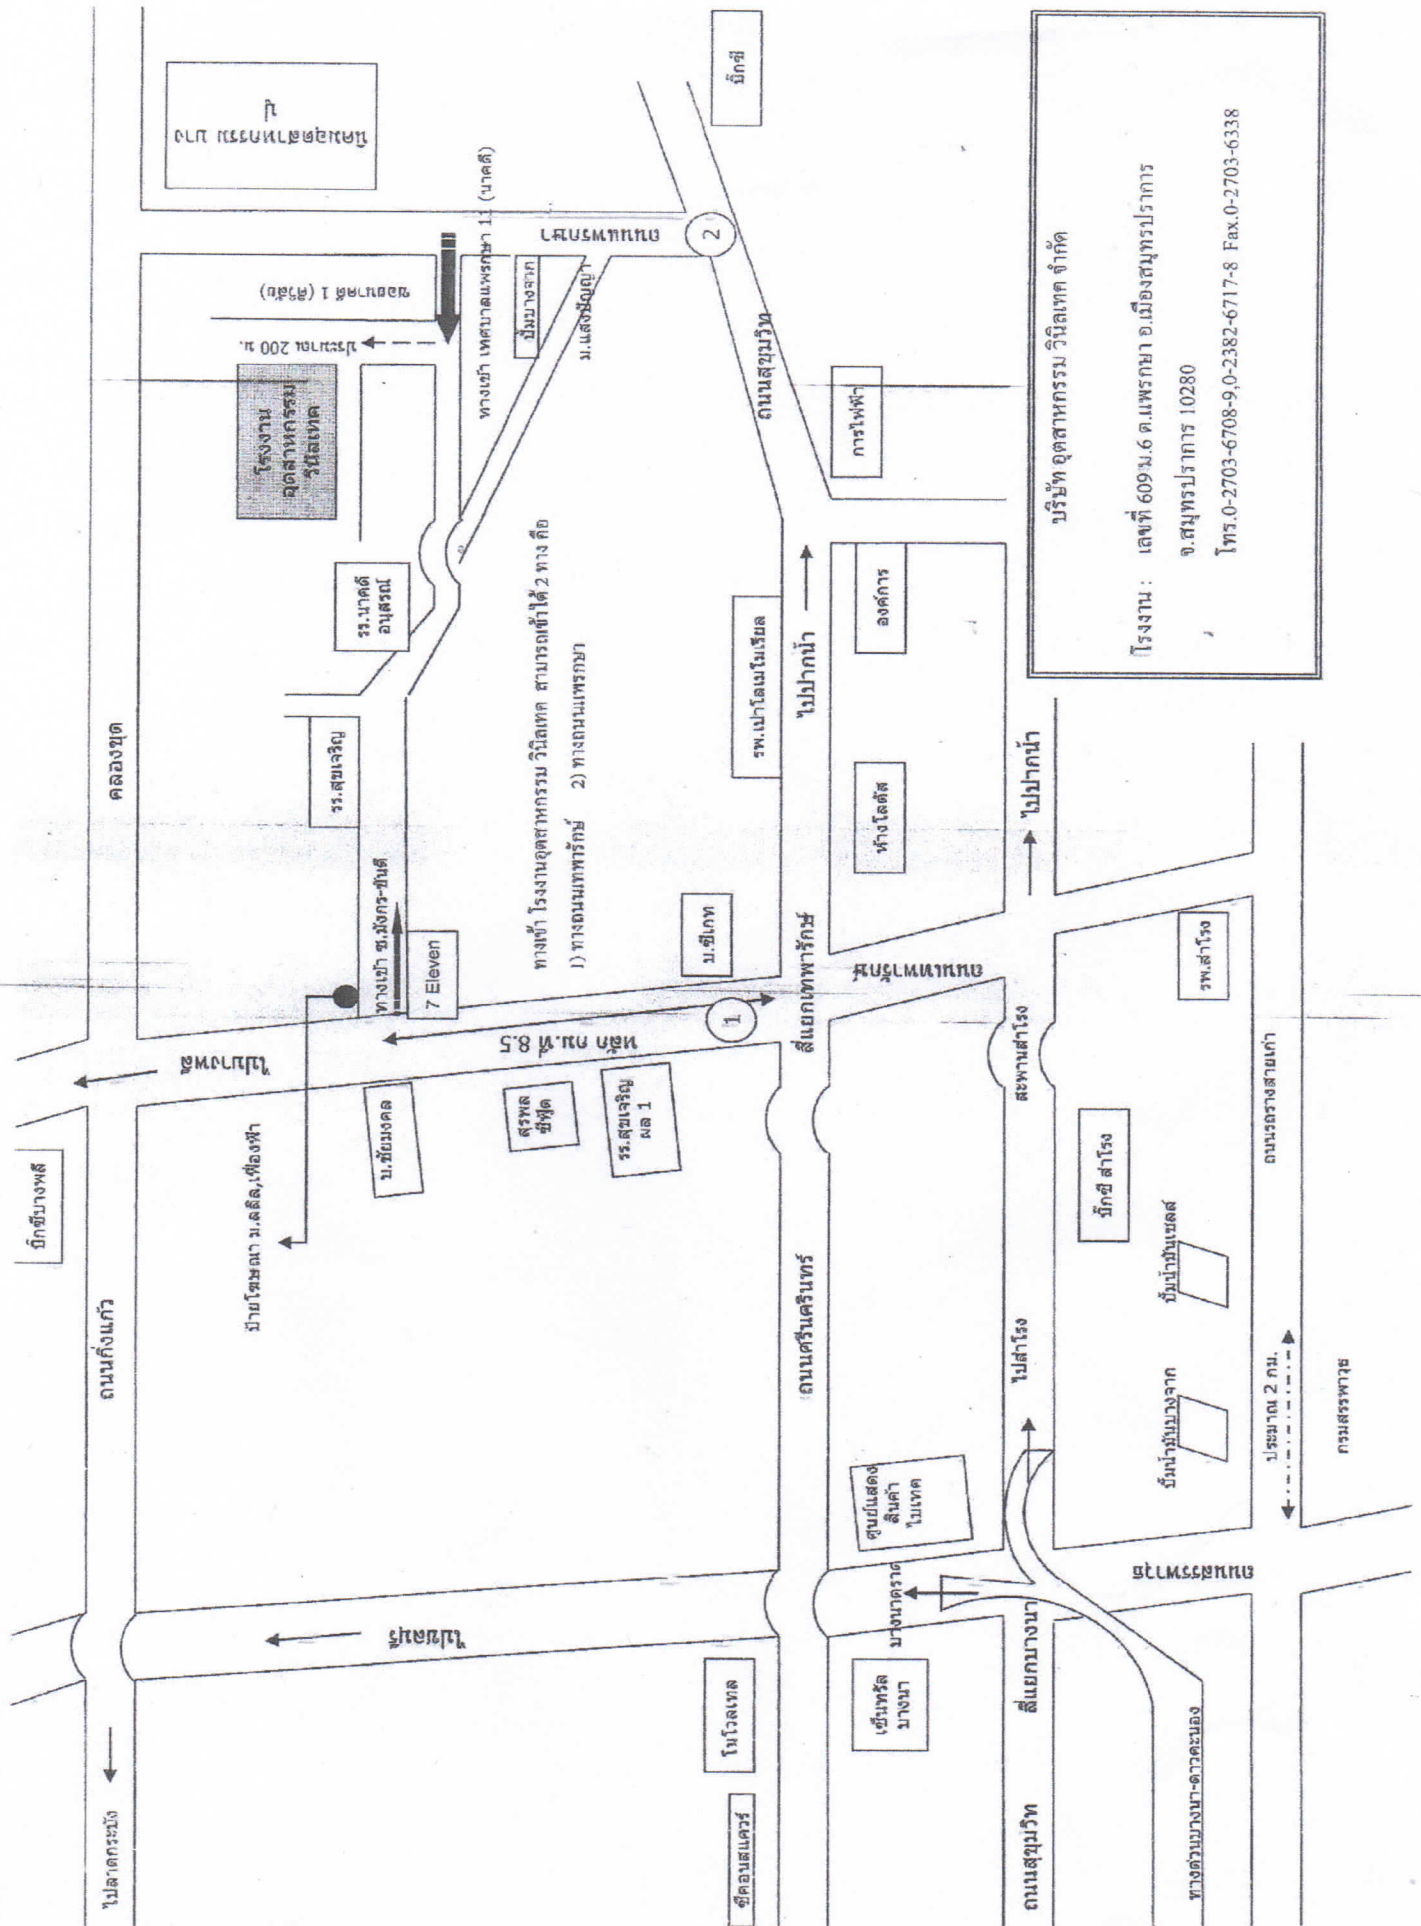 ไปลาดกระบัง
ถนนกิ่งแก้ว
บิ๊กซีบางพลี
คลองขุด
ไปบางพลี
นิคมอุตสาหกรรม บาง
ปู
ซอยนาคดี 1 (ศิวิลัย)
ประมาณ 200 ม.
โรงงาน
อุตสาหกรรม
วินิลเทค
ป้ายโฆษณา ม.ลลิล,เฟื่องฟ้า
รร.สุขเจริญ
รร.นาคดี
อนุสรณ์
ไปชลบุรี
บ.ชัยมงคล
ทางเข้า ซ.มังกร-ขันดี
7 Eleven
ทางเข้า เทศบาลแพรกษา 11 (นาคดี)
ปั๊มบางจาก
ม.แสงปัญญา
ถนนแพรกษา
สุรพล
ซีฟู้ด
หลัก กม.ที่ 8.5
ทางเข้า โรงงานอุตสาหกรรม วินิลเทค สามารถเข้าได้ 2 ทาง คือ
1) ทางถนนเทพารักษ์ 2) ทางถนนแพรกษา
รร.สุขเจริญ
ผล 1
บ.ซีเกท
1
2
บิ๊กซี
รพ.เปาโลเมโมเรียล
ถนนสุขุมวิท
ซีคอนสแควร์
โนโวลเทล
ถนนศรีนครินทร์
สี่แยกเทพารักษ์
ไปปากน้ำ
เซ็นทรัล
บางนา
บางนาตราด
ศูนย์แสดง
สินค้า
ไบเทค
ถนนเทพารักษ์
ห้างโลตัส
องค์การ
การไฟฟ้า
ถนนสุขุมวิท
สี่แยกบางนา
ไปสำโรง
สะพานสำโรง
ไปปากน้ำ
บิ๊กซี สำโรง
ถนนสรรพาวุธ
ทางด่วนบางนา-ดาวคะนอง
ปั๊มน้ำมันบางจาก
ปั๊มน้ำมันเชลล์
รพ.สำโรง
ประมาณ 2 กม.
ถนนรถรางสายเก่า
กรมสรรพาวุธ
บริษัท อุตสาหกรรม วินิลเทค จำกัด
โรงงาน : เลขที่ 609 ม.6 ต.แพรกษา อ.เมืองสมุทรปราการ
จ.สมุทรปราการ 10280
โทร.0-2703-6708-9,0-2382-6717-8 Fax.0-2703-6338